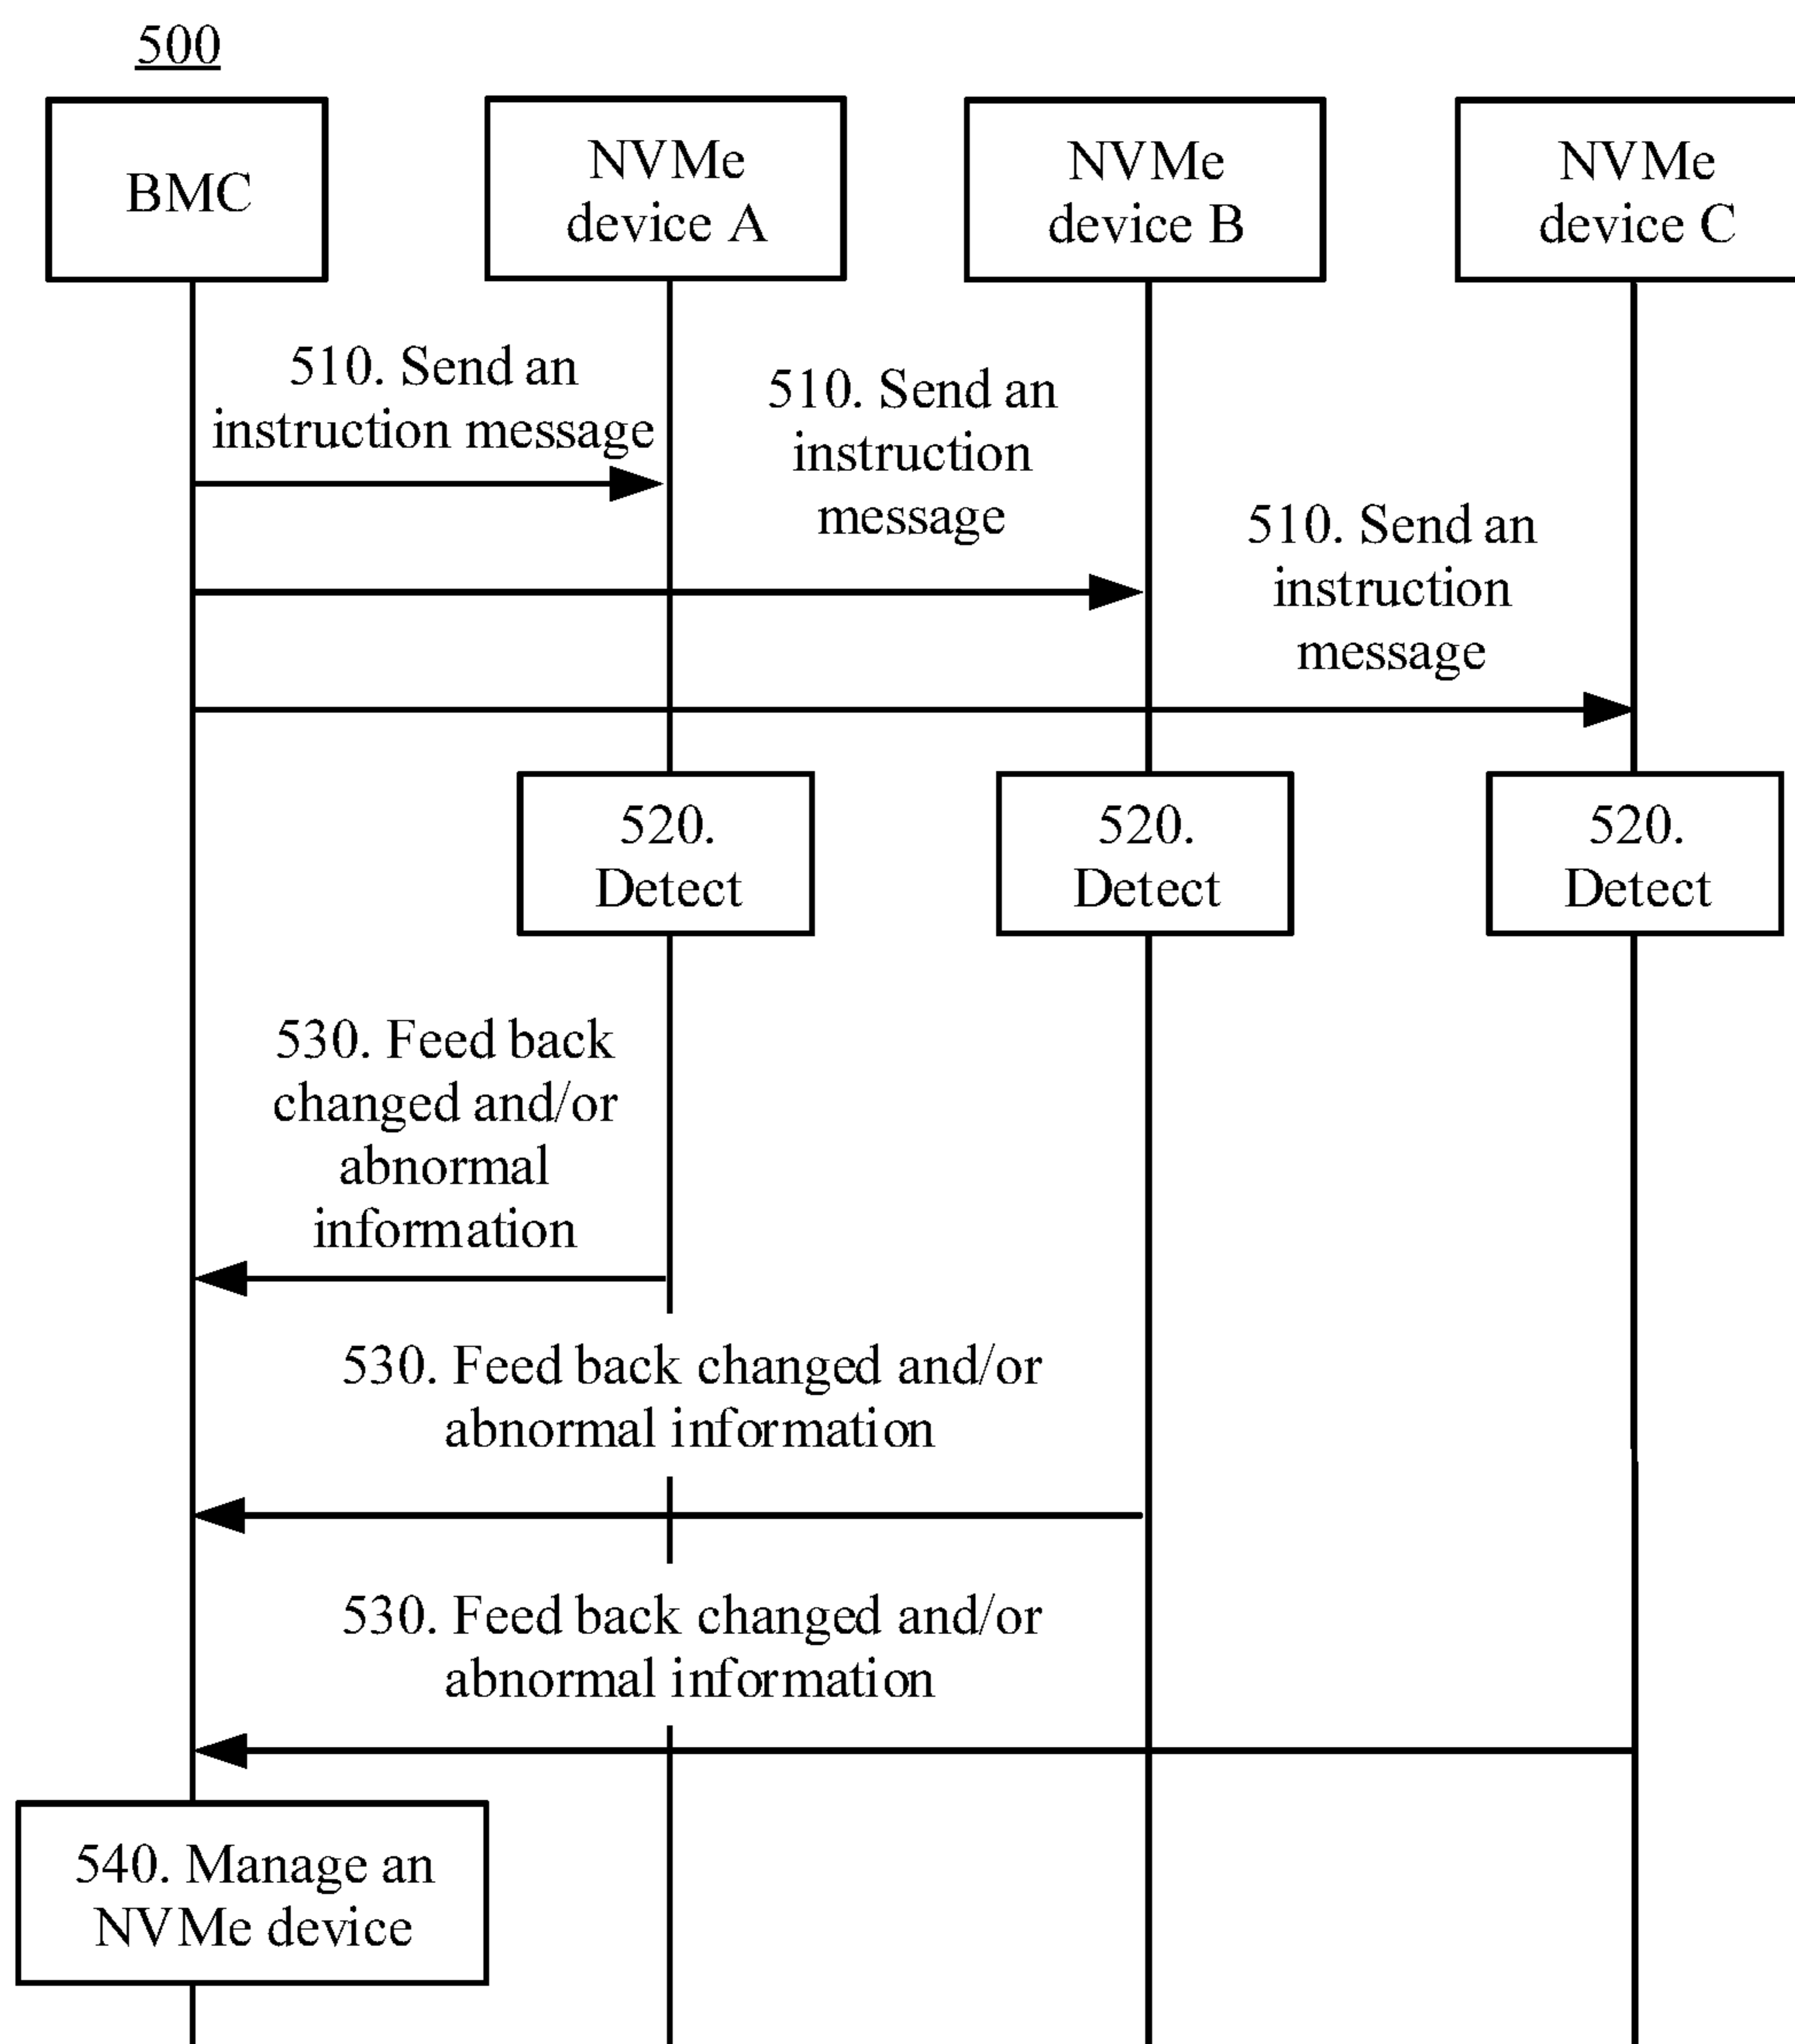 500
BMC
NVMe
device A
NVMe
device B
NVMe
device C
510. Send an
instruction message
510. Send an
instruction
message
510. Send an
instruction
message
520.
Detect
520.
Detect
520.
Detect
530. Feed back
changed and/or
abnormal
information
530. Feed back changed and/or
abnormal information
530. Feed back changed and/or
abnormal information
540. Manage an
NVMe device